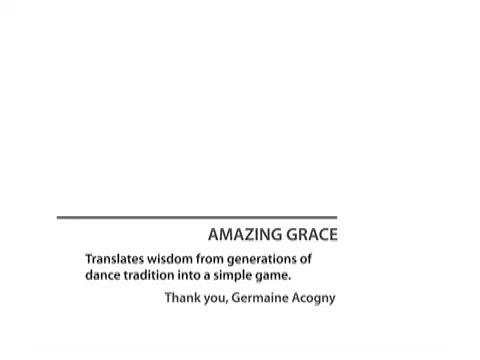 AMAZING GRACE
Translates wisdom from generations of
dance tradition into a simple game.
Thank you, Germaine Acogny